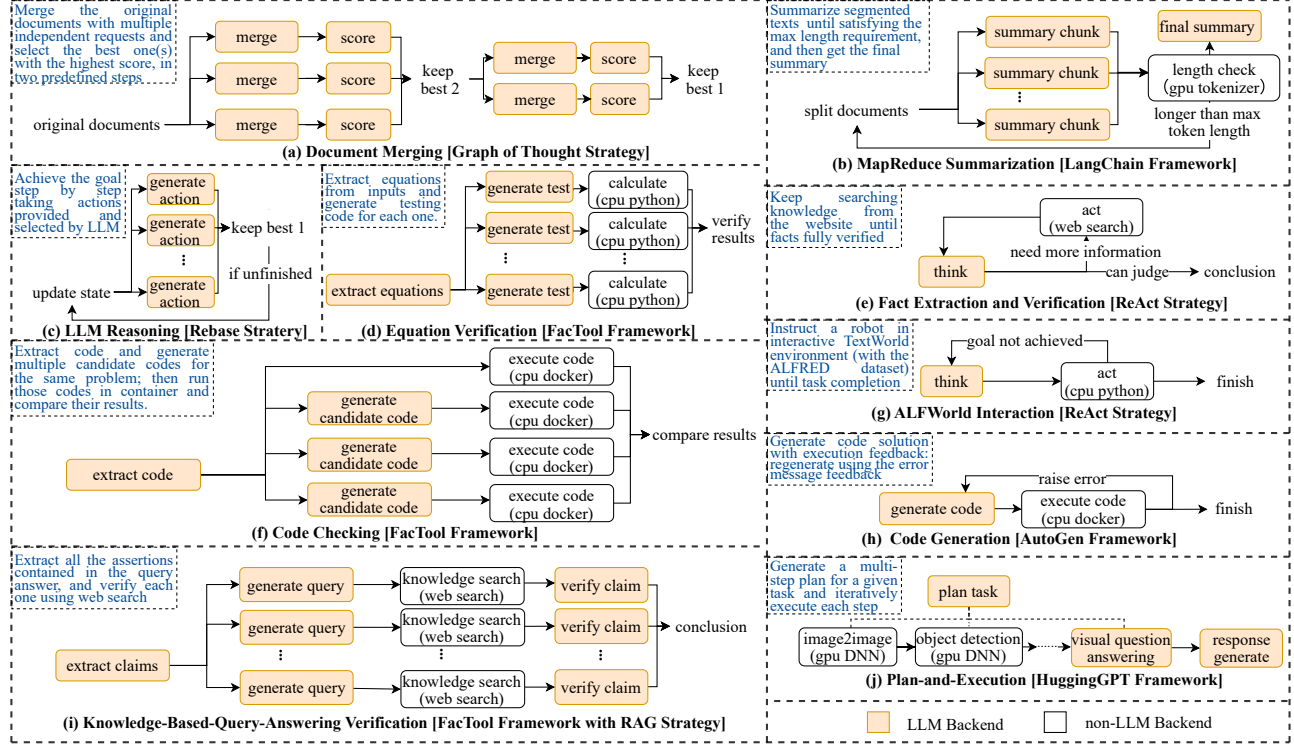 Merge the original
documents with multiple
independent requests and
select the best one(s)
with the highest score, in
two predefined steps
merge
score
merge
score
merge
score
original documents
keep
best 2
merge
score
merge
score
keep
best 1
(a) Document Merging [Graph of Thought Strategy]
Summarize segmented
texts until satisfying the
max length requirement,
and then get the final
summary
summary chunk
summary chunk
summary chunk
split documents
final summary
length check
(gpu tokenizer)
longer than max
token length
(b) MapReduce Summarization [LangChain Framework]
Achieve the goal
step by step
taking actions
provided and
selected by LLM
generate
action
generate
action
generate
action
keep best 1
if unfinished
update state
(c) LLM Reasoning [Rebase Stratery]
Extract equations
from inputs and
generate testing
code for each one.
generate test
calculate
(cpu python)
generate test
calculate
(cpu python)
generate test
calculate
(cpu python)
extract equations
verify
results
(d) Equation Verification [FacTool Framework]
Keep searching
knowledge from
the website until
facts fully verified
act
(web search)
need more information
think
can judge
conclusion
(e) Fact Extraction and Verification [ReAct Strategy]
Extract code and generate
multiple candidate codes for
the same problem; then run
those codes in container and
compare their results.
execute code
(cpu docker)
generate
candidate code
execute code
(cpu docker)
generate
candidate code
execute code
(cpu docker)
generate
candidate code
execute code
(cpu docker)
extract code
compare results
(f) Code Checking [FacTool Framework]
Instruct a robot in
interactive TextWorld
environment (with the
ALFRED dataset)
until task completion
goal not achieved
think
act
(cpu python)
finish
(g) ALFWorld Interaction [ReAct Strategy]
Generate code solution
with execution feedback:
regenerate using the error
message feedback
raise error
generate code
execute code
(cpu docker)
finish
(h) Code Generation [AutoGen Framework]
Extract all the assertions
contained in the query
answer, and verify each
one using web search
generate query
knowledge search
(web search)
verify claim
generate query
knowledge search
(web search)
verify claim
generate query
knowledge search
(web search)
verify claim
extract claims
conclusion
(i) Knowledge-Based-Query-Answering Verification [FacTool Framework with RAG Strategy]
Generate a multi-
step plan for a given
task and iteratively
execute each step
plan task
image2image
(gpu DNN)
object detection
(gpu DNN)
visual question
answering
response
generate
(j) Plan-and-Execution [HuggingGPT Framework]
LLM Backend
non-LLM Backend